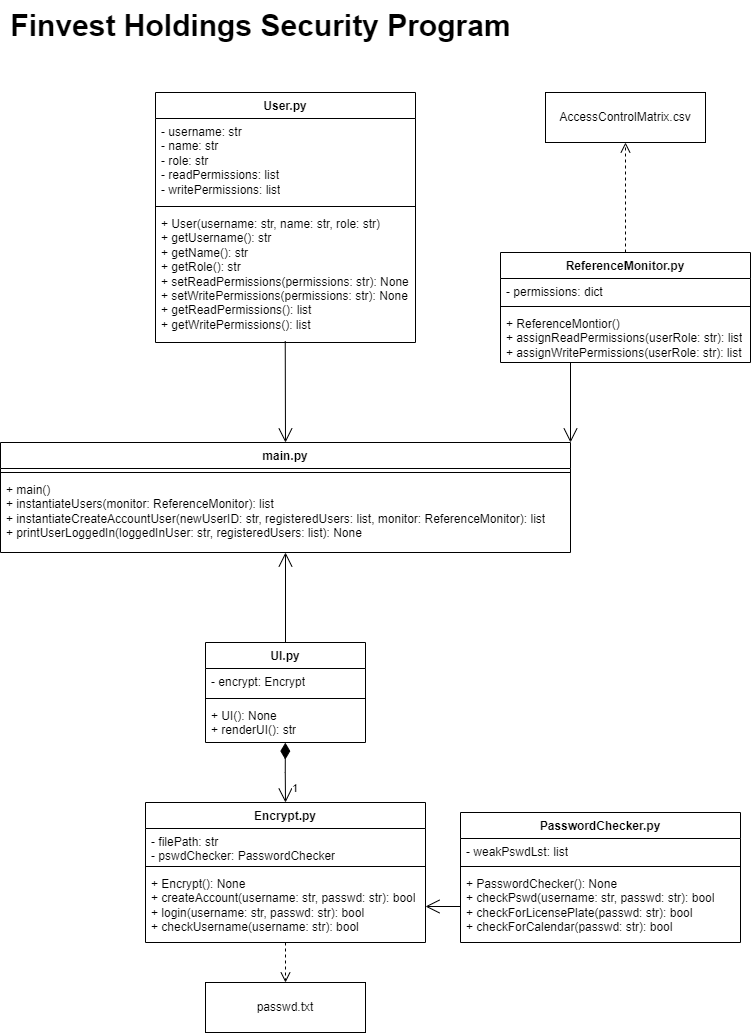 Finvest Holdings Security Program
User.py
- username: str
- name: str
- role: str
- readPermissions: list
- writePermissions: list
+ User(username: str, name: str, role: str)
+ getUsername(): str
+ getName(): str
+ getRole(): str
+ setReadPermissions(permissions: str): None
+ setWritePermissions(permissions: str): None
+ getReadPermissions(): list
+ getWritePermissions(): list
AccessControlMatrix.csv
ReferenceMonitor.py
- permissions: dict
+ ReferenceMontior()
+ assignReadPermissions(userRole: str): list
+ assignWritePermissions(userRole: str): list
main.py
+ main()
+ instantiateUsers(monitor: ReferenceMonitor): list
+ instantiateCreateAccountUser(newUserID: str, registeredUsers: list, monitor: ReferenceMonitor): list
+ printUserLoggedIn(loggedInUser: str, registeredUsers: list): None
UI.py
- encrypt: Encrypt
+ UI(): None
+ renderUI(): str
1
Encrypt.py
- filePath: str
- pswdChecker: PasswordChecker
+ Encrypt(): None
+ createAccount(username: str, passwd: str): bool
+ login(username: str, passwd: str): bool
+ checkUsername(username: str): bool
PasswordChecker.py
- weakPswdLst: list
+ PasswordChecker(): None
+ checkPswd(username: str, passwd: str): bool
+ checkForLicensePlate(passwd: str): bool
+ checkForCalendar(passwd: str): bool
passwd.txt